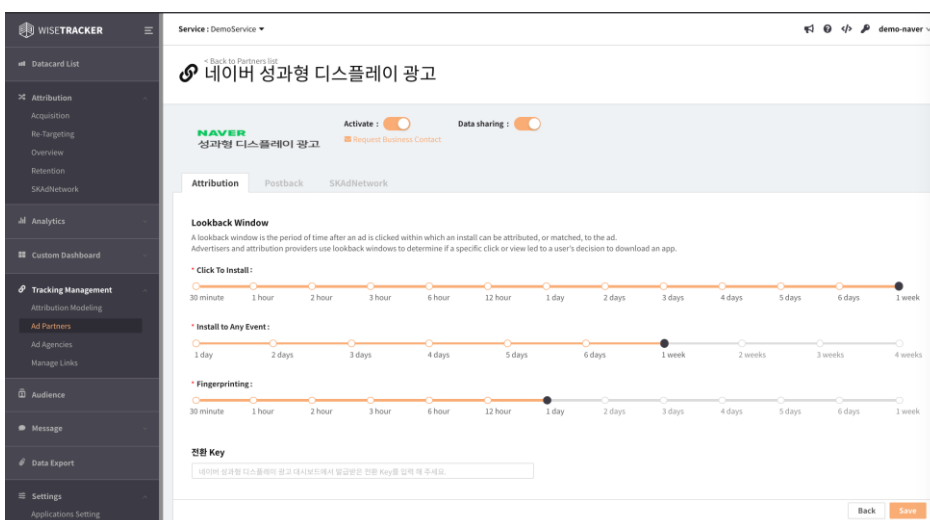 WISETRACKER
Service : DemoService
demo-naver
Datacard List
Attribution
Acquisition
Re-Targeting
Overview
Retention
SKAdNetwork
Analytics
Custom Dashboard
Tracking Management
Attribution Modeling
Ad Partners
Ad Agencies
Manage Links
Audience
Message
Data Export
Settings
Applications Setting
< Back to Partners list
네이버 성과형 디스플레이 광고
NAVER
성과형 디스플레이 광고
Activate :
Data sharing :
Request Business Contact
Attribution Postback SKAdNetwork
Lookback Window
A lookback window is the period of time after an ad is clicked within which an install can be attributed, or matched, to the ad.
Advertisers and attribution providers use lookback windows to determine if a specific click or view led to a user's decision to download an app.
* Click To Install :
30 minute 1 hour 2 hour 3 hour 6 hour 12 hour 1 day 2 days 3 days 4 days 5 days 6 days 1 week
* Install to Any Event :
1 day 2 days 3 days 4 days 5 days 6 days 1 week 2 weeks 3 weeks 4 weeks
* Fingerprinting :
30 minute 1 hour 2 hour 3 hour 6 hour 12 hour 1 day 2 days 3 days 4 days 5 days 6 days 1 week
전환 Key
네이버 성과형 디스플레이 광고 대시보드에서 발급받은 전환 Key를 입력 해 주세요.
Back Save